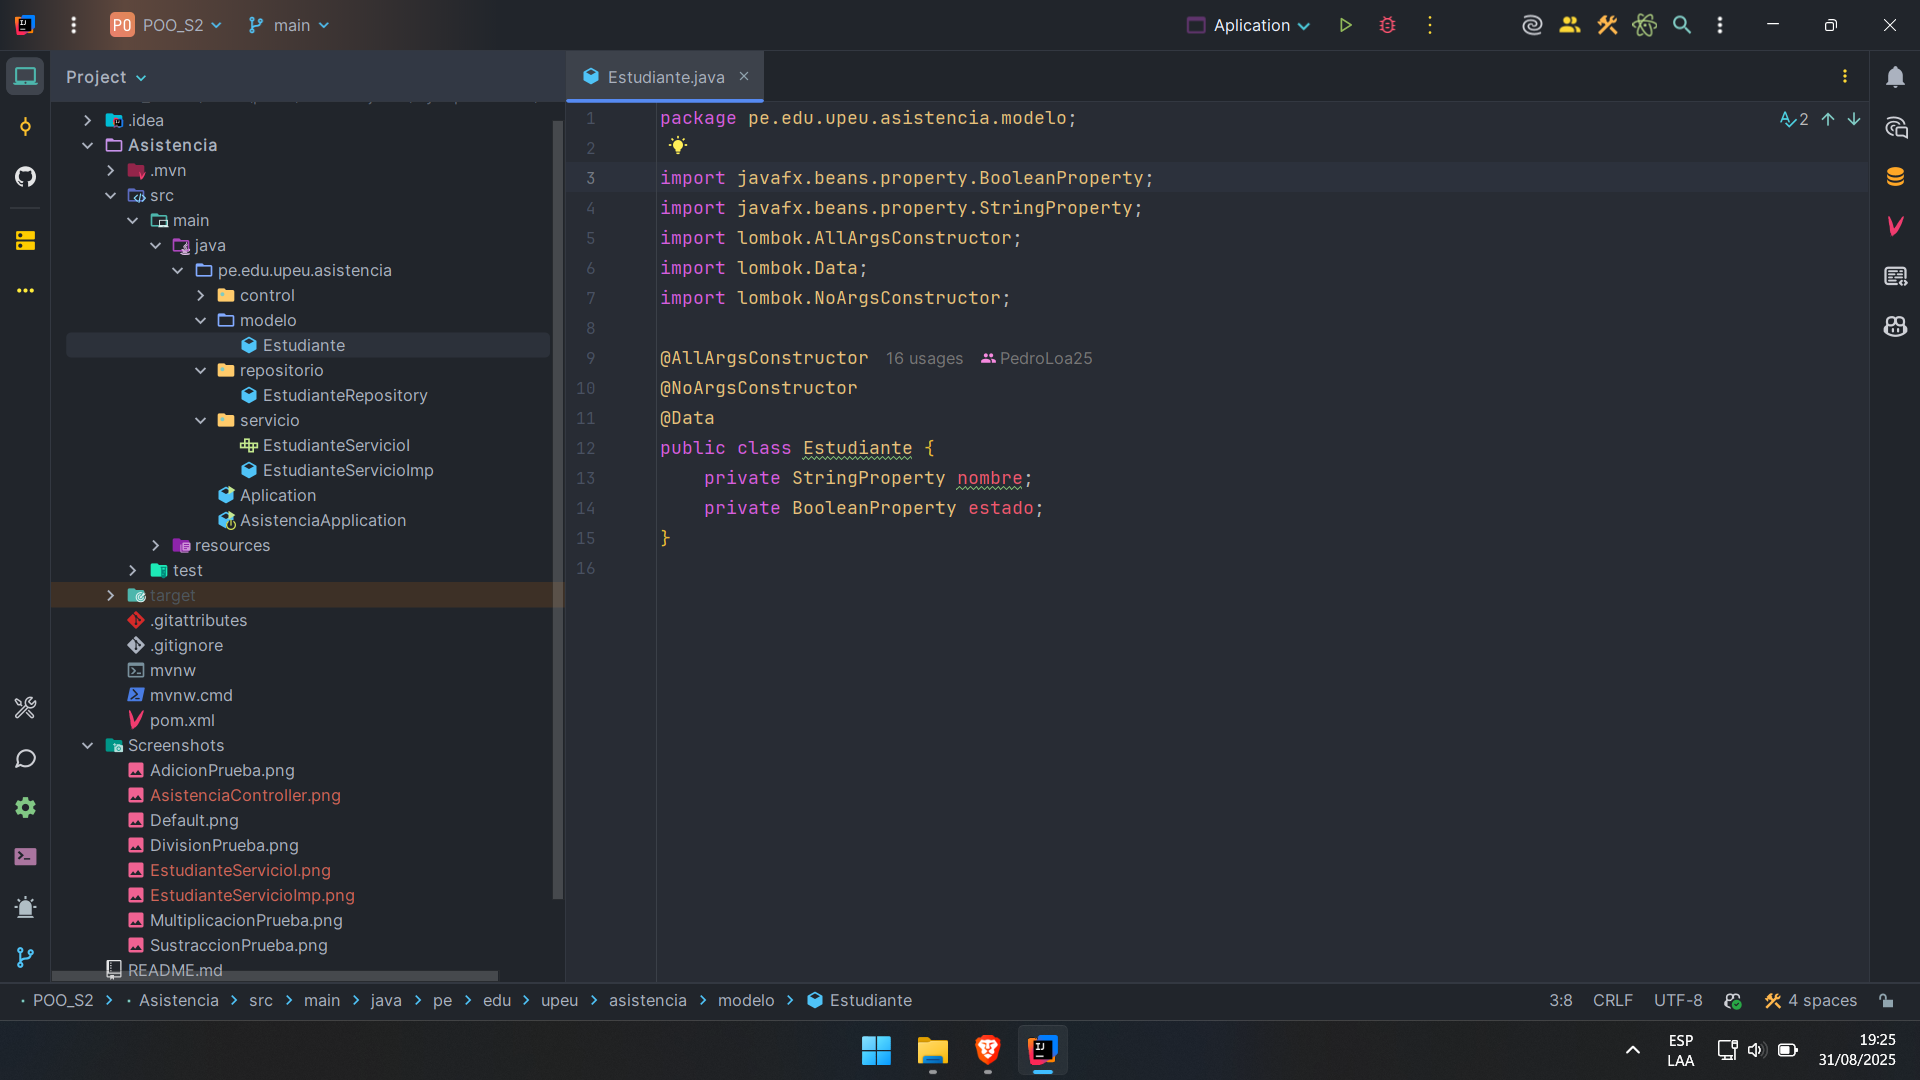 PO POO_S2
main
Aplication
Project
Estudiante.java
.idea
Asistencia
.mvn
src
main
java
pe.edu.upeu.asistencia
control
modelo
Estudiante
repositorio
EstudianteRepository
servicio
EstudianteServicioI
EstudianteServicioImp
Aplication
AsistenciaApplication
resources
test
target
.gitattributes
.gitignore
mvnw
mvnw.cmd
pom.xml
Screenshots
AdicionPrueba.png
AsistenciaController.png
Default.png
DivisionPrueba.png
EstudianteServicioI.png
EstudianteServicioImp.png
MultiplicacionPrueba.png
SustraccionPrueba.png
README.md
2
1 package pe.edu.upeu.asistencia.modelo;
2
3 import javafx.beans.property.BooleanProperty;
4 import javafx.beans.property.StringProperty;
5 import lombok.AllArgsConstructor;
6 import lombok.Data;
7 import lombok.NoArgsConstructor;
8
9 @AllArgsConstructor 16 usages PedroLoa25
10 @NoArgsConstructor
11 @Data
12 public class Estudiante {
13 private StringProperty nombre;
14 private BooleanProperty estado;
15 }
16
POO_S2 > Asistencia > src > main > java > pe > edu > upeu > asistencia > modelo > Estudiante
3:8 CRLF UTF-8 4 spaces
ESP
LAA
19:25
31/08/2025